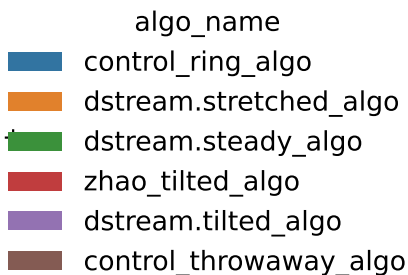 algo_name
control_ring_algo
dstream.stretched_algo
dstream.steady_algo
zhao_tilted_algo
dstream.tilted_algo
control_throwaway_algo